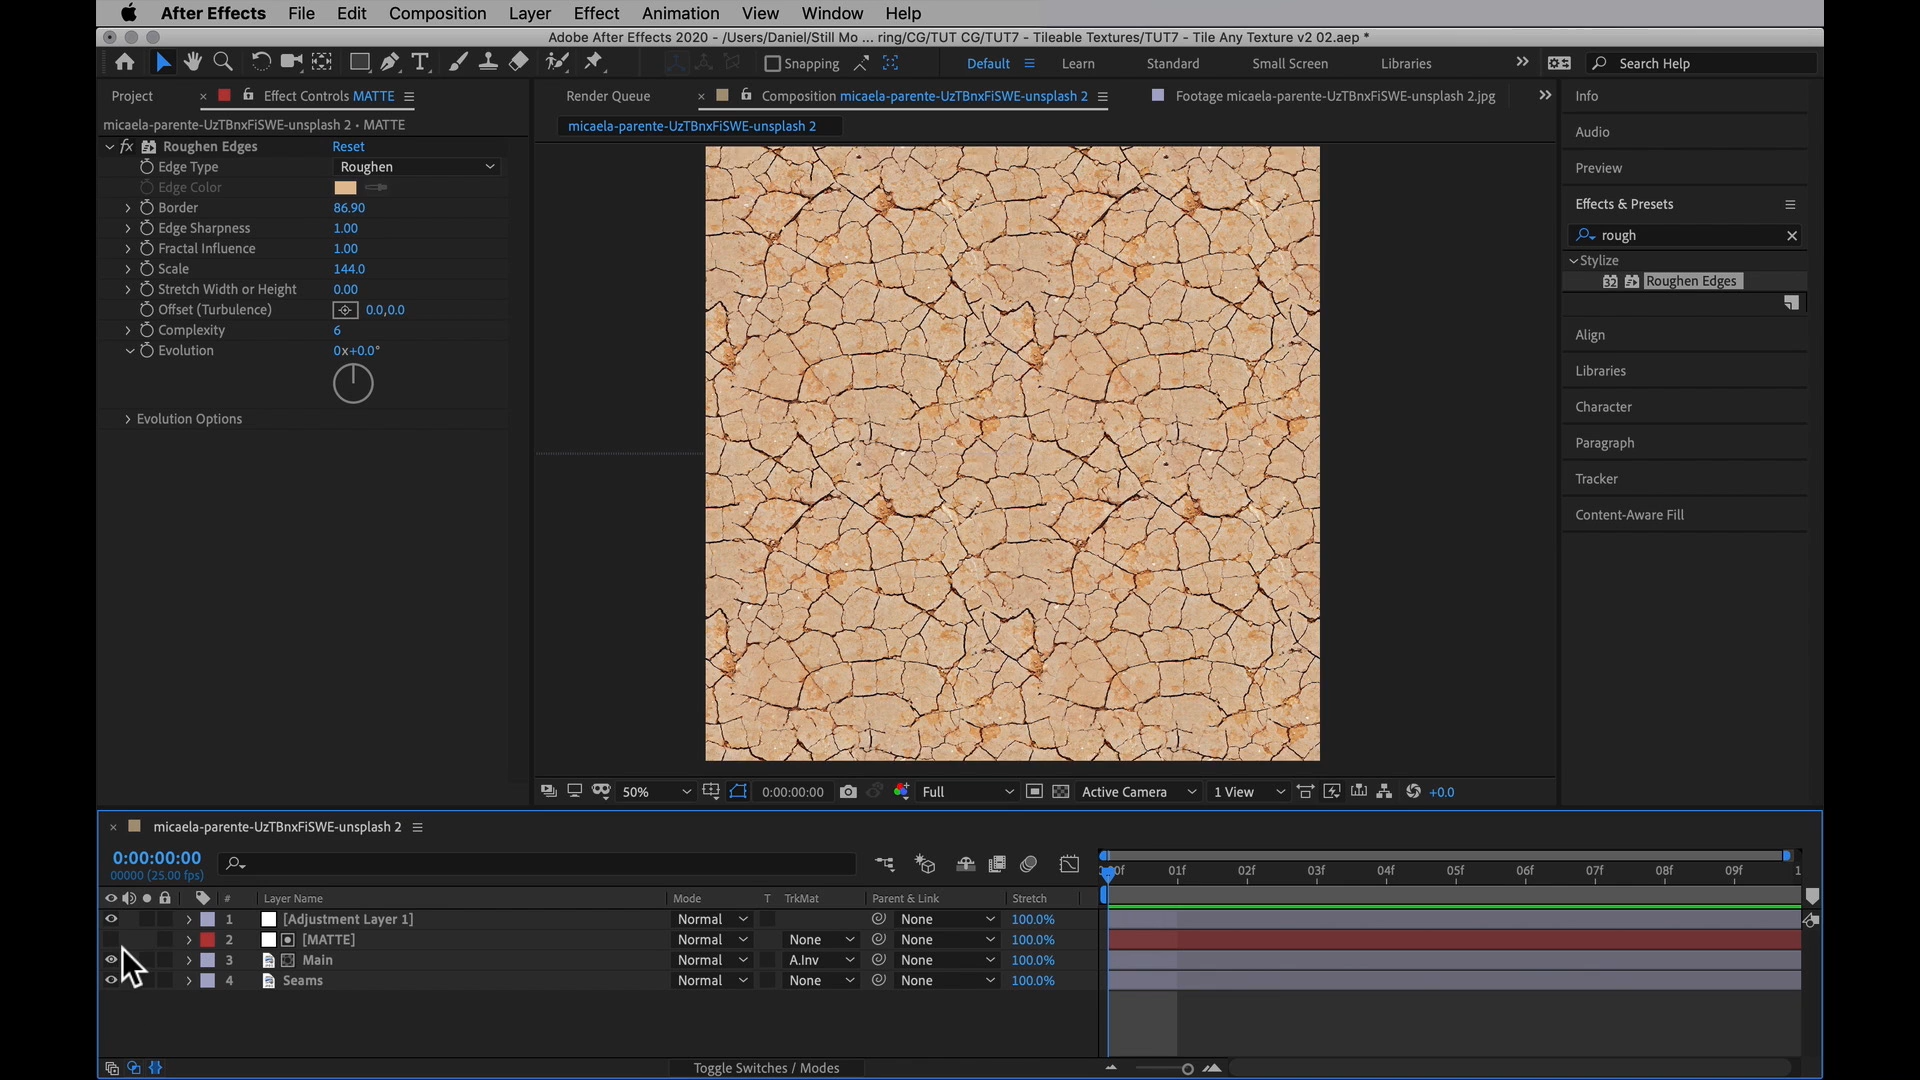 After Effects File Edit Composition Layer Effect Animation View Window Help
Adobe After Effects 2020 - /Users/Daniel/Still Mo ... ring/CG/TUT CG/TUT7 - Tileable Textures/TUT7 - Tile Any Texture v2 02.aep *
Snapping Default Learn Standard Small Screen Libraries Search Help
Project Effect Controls MATTE Render Queue Composition micaela-parente-UzTBnxFiSWE-unsplash 2 Footage micaela-parente-UzTBnxFiSWE-unsplash 2.jpg
micaela-parente-UzTBnxFiSWE-unsplash 2 • MATTE
micaela-parente-UzTBnxFiSWE-unsplash 2
fx Roughen Edges Reset
Edge Type Roughen
Edge Color
Border 86.90
Edge Sharpness 1.00
Fractal Influence 1.00
Scale 144.0
Stretch Width or Height 0.00
Offset (Turbulence) 0.0,0.0
Complexity 6
Evolution 0x+0.0°
Evolution Options
Info
Audio
Preview
Effects & Presets
rough
Stylize
32 Roughen Edges
Align
Libraries
Character
Paragraph
Tracker
Content-Aware Fill
50% 0:00:00:00 Full Active Camera 1 View +0.0
micaela-parente-UzTBnxFiSWE-unsplash 2
0:00:00:00
00000 (25.00 fps)
01f 02f 03f 04f 05f 06f 07f 08f 09f
# Layer Name Mode T TrkMat Parent & Link Stretch
1 [Adjustment Layer 1] Normal None 100.0%
2 [MATTE] Normal None None 100.0%
3 Main Normal A.Inv None 100.0%
4 Seams Normal None None 100.0%
Toggle Switches / Modes